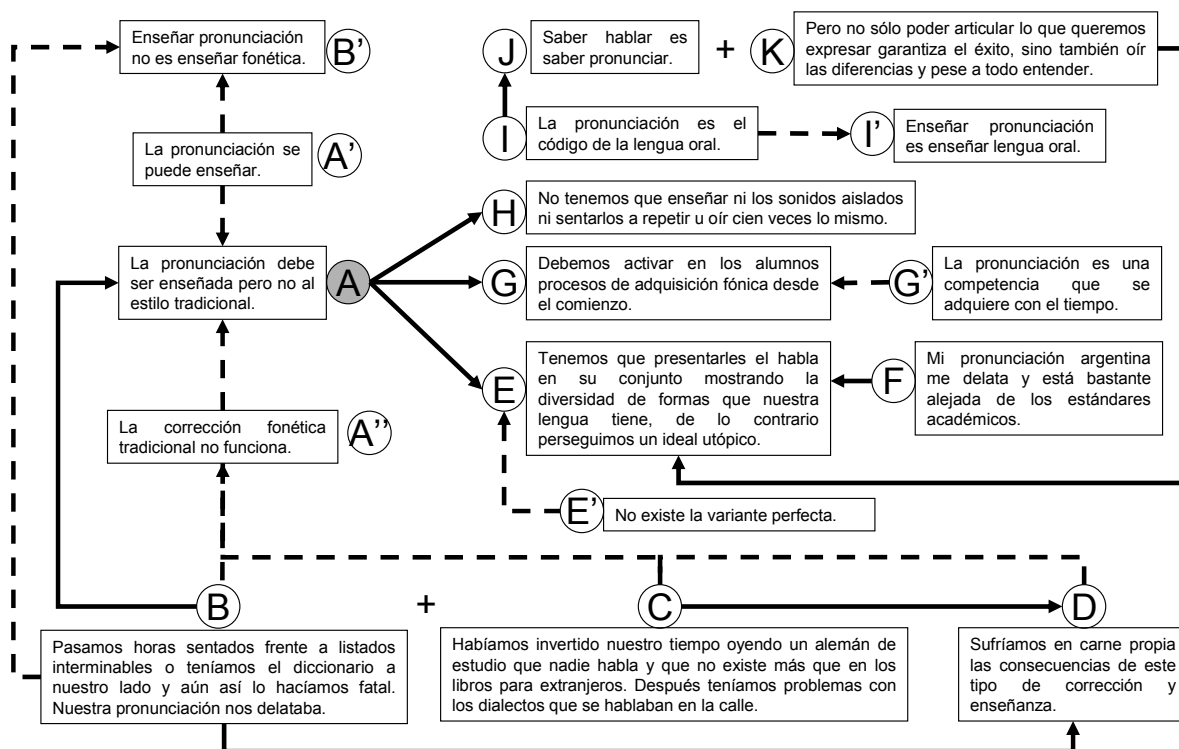 Enseñar pronunciación
no es enseñar fonética.
B'
J
Saber hablar es
saber pronunciar.
+
K
Pero no sólo poder articular lo que queremos
expresar garantiza el éxito, sino también oír
las diferencias y pese a todo entender.
La pronunciación se
puede enseñar.
A'
I
La pronunciación es el
código de la lengua oral.
I'
Enseñar pronunciación
es enseñar lengua oral.
H
No tenemos que enseñar ni los sonidos aislados
ni sentarlos a repetir u oír cien veces lo mismo.
La pronunciación debe
ser enseñada pero no al
estilo tradicional.
A
G
Debemos activar en los alumnos
procesos de adquisición fónica desde
el comienzo.
G'
La pronunciación es una
competencia que se
adquiere con el tiempo.
E
Tenemos que presentarles el habla
en su conjunto mostrando la
diversidad de formas que nuestra
lengua tiene, de lo contrario
perseguimos un ideal utópico.
F
Mi pronunciación argentina
me delata y está bastante
alejada de los estándares
académicos.
La corrección fonética
tradicional no funciona.
A''
E'
No existe la variante perfecta.
B
+
C
D
Pasamos horas sentados frente a listados
interminables o teníamos el diccionario a
nuestro lado y aún así lo hacíamos fatal.
Nuestra pronunciación nos delataba.
Habíamos invertido nuestro tiempo oyendo un alemán de
estudio que nadie habla y que no existe más que en los
libros para extranjeros. Después teníamos problemas con
los dialectos que se hablaban en la calle.
Sufríamos en carne propia
las consecuencias de este
tipo de corrección y
enseñanza.